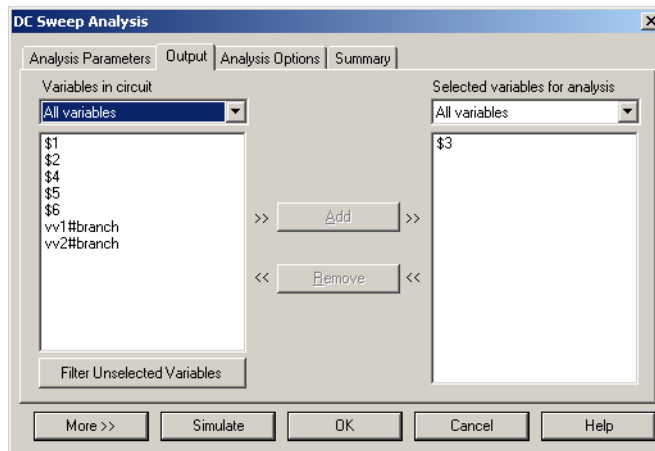 DC Sweep Analysis
Analysis Parameters Output Analysis Options Summary
Variables in circuit
All variables
$1
$2
$4
$5
$6
vv1#branch
vv2#branch
Filter Unselected Variables
>> Add >>
<< Remove <<
Selected variables for analysis
All variables
$3
More >> Simulate OK Cancel Help